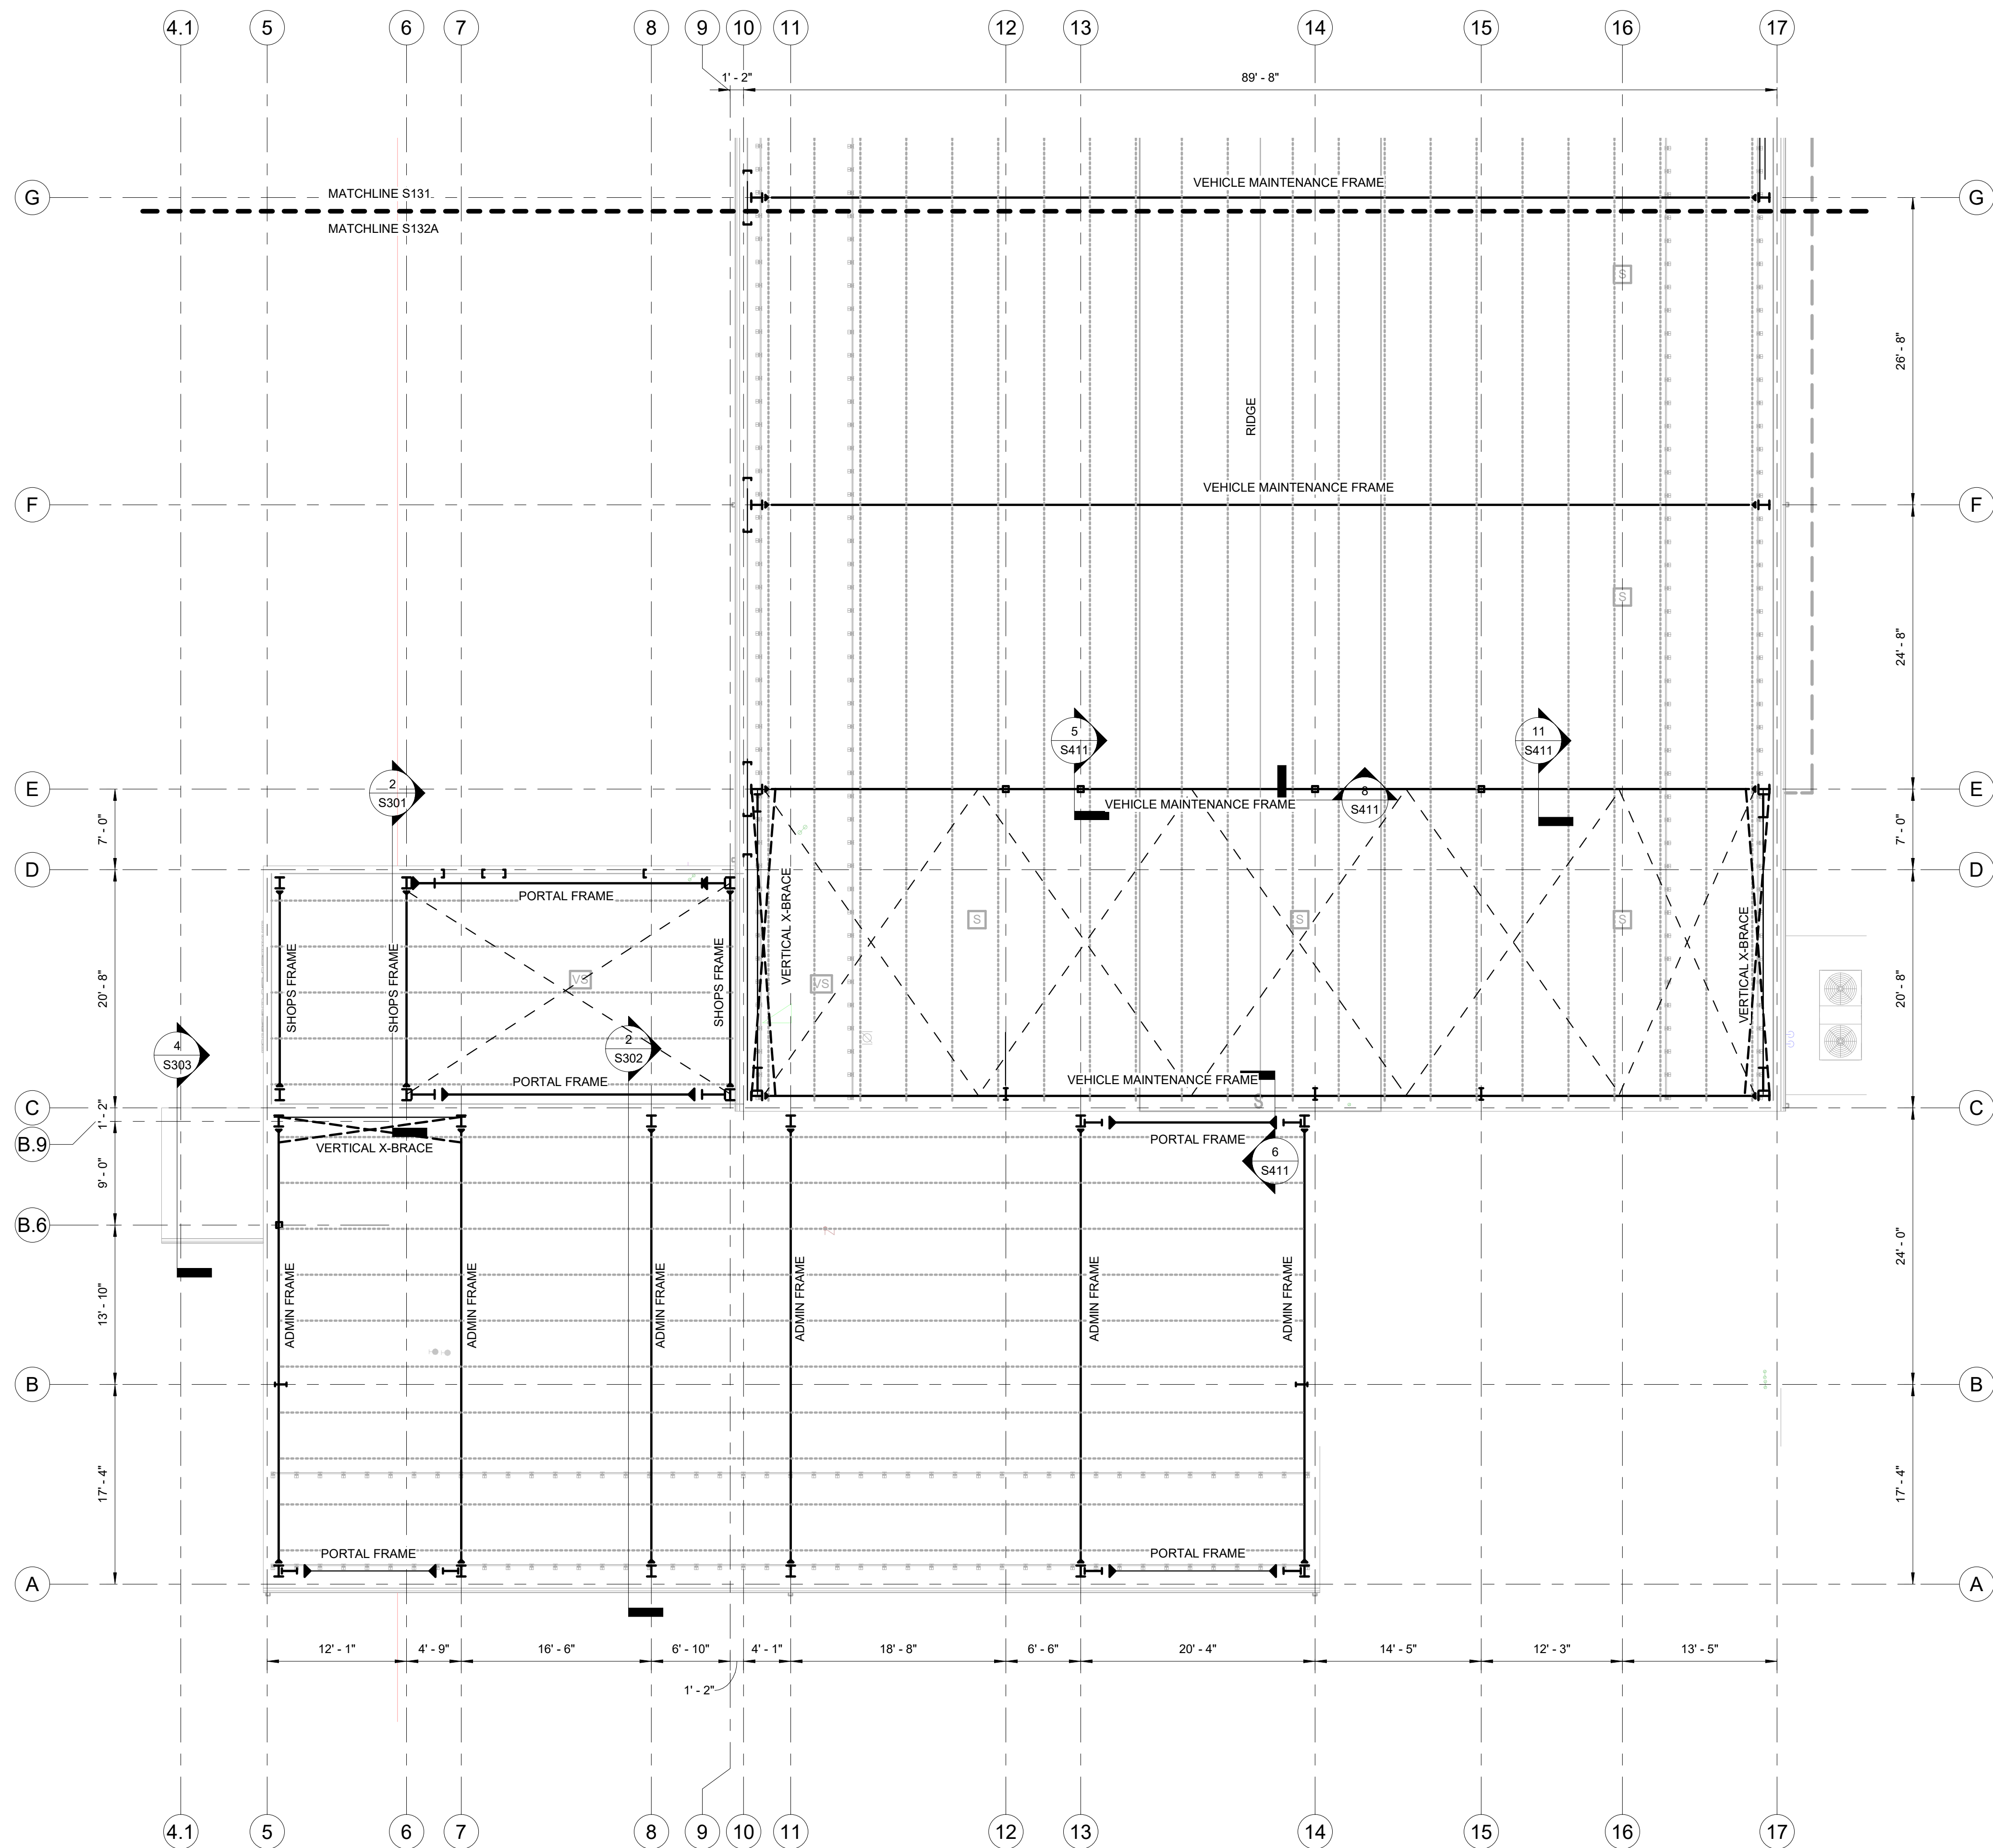 4.1
5
6
7
8
9
10
11
12
13
14
15
16
17
1' - 2"
89' - 8"
G
MATCHLINE S131
MATCHLINE S132A
VEHICLE MAINTENANCE FRAME
G
S
26' - 8"
RIDGE
F
VEHICLE MAINTENANCE FRAME
F
S
24' - 8"
5
S411
11
S411
2
S301
E
VEHICLE MAINTENANCE FRAME
8
S411
E
7' - 0"
7' - 0"
D
D
PORTAL FRAME
VERTICAL X-BRACE
S
S
S
VERTICAL X-BRACE
SHOPS FRAME
SHOPS FRAME
SHOPS FRAME
VS
VS
20' - 8"
20' - 8"
4
S303
2
S302
PORTAL FRAME
VEHICLE MAINTENANCE FRAME
S
C
C
1' - 2"
B.9
VERTICAL X-BRACE
PORTAL FRAME
6
S411
9' - 0"
B.6
24' - 0"
13' - 10"
ADMIN FRAME
ADMIN FRAME
ADMIN FRAME
ADMIN FRAME
ADMIN FRAME
ADMIN FRAME
B
B
17' - 4"
17' - 4"
PORTAL FRAME
PORTAL FRAME
A
A
12' - 1"
4' - 9"
16' - 6"
6' - 10"
4' - 1"
18' - 8"
6' - 6"
20' - 4"
14' - 5"
12' - 3"
13' - 5"
1' - 2"
4.1
5
6
7
8
9
10
11
12
13
14
15
16
17